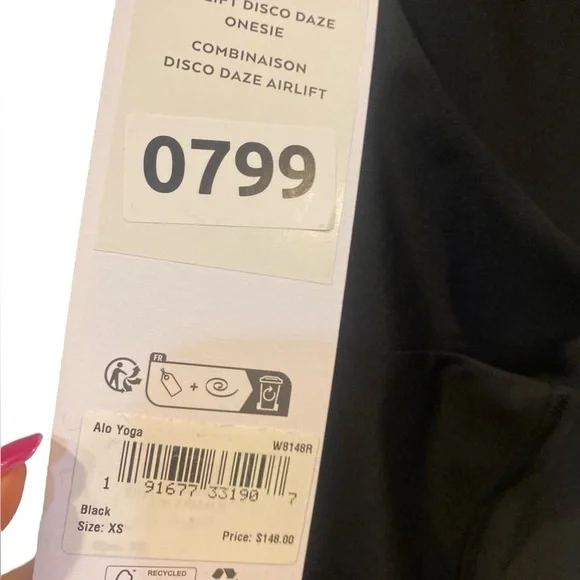 DISCO DAZE
ONESIE
COMBINAISON
DISCO DAZE AIRLIFT
0799
FR
+
Alo Yoga
W8148R
1 91677 33190 7
Black
Size: XS
Price: $148.00
RECYCLED